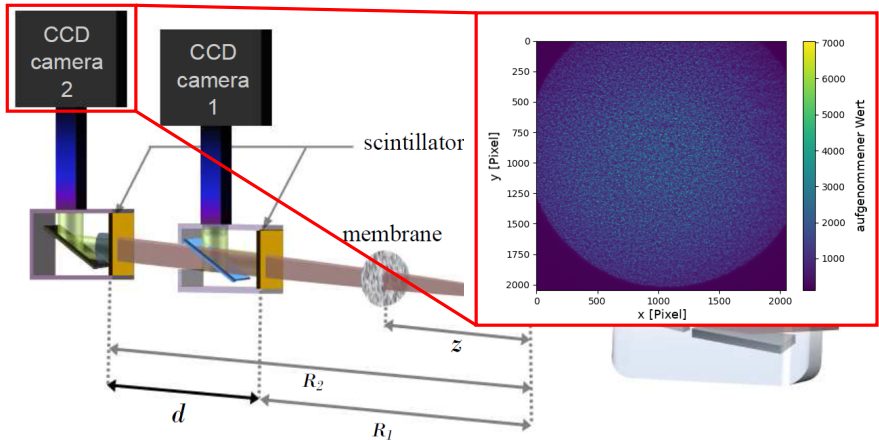 CCD
camera
2
CCD
camera
1
scintillator
membrane
z
R2
d
R1
0
250
500
750
1000
1250
1500
1750
2000
y [Pixel]
0
500
1000
1500
2000
x [Pixel]
7000
6000
5000
4000
3000
2000
1000
aufgenommener Wert